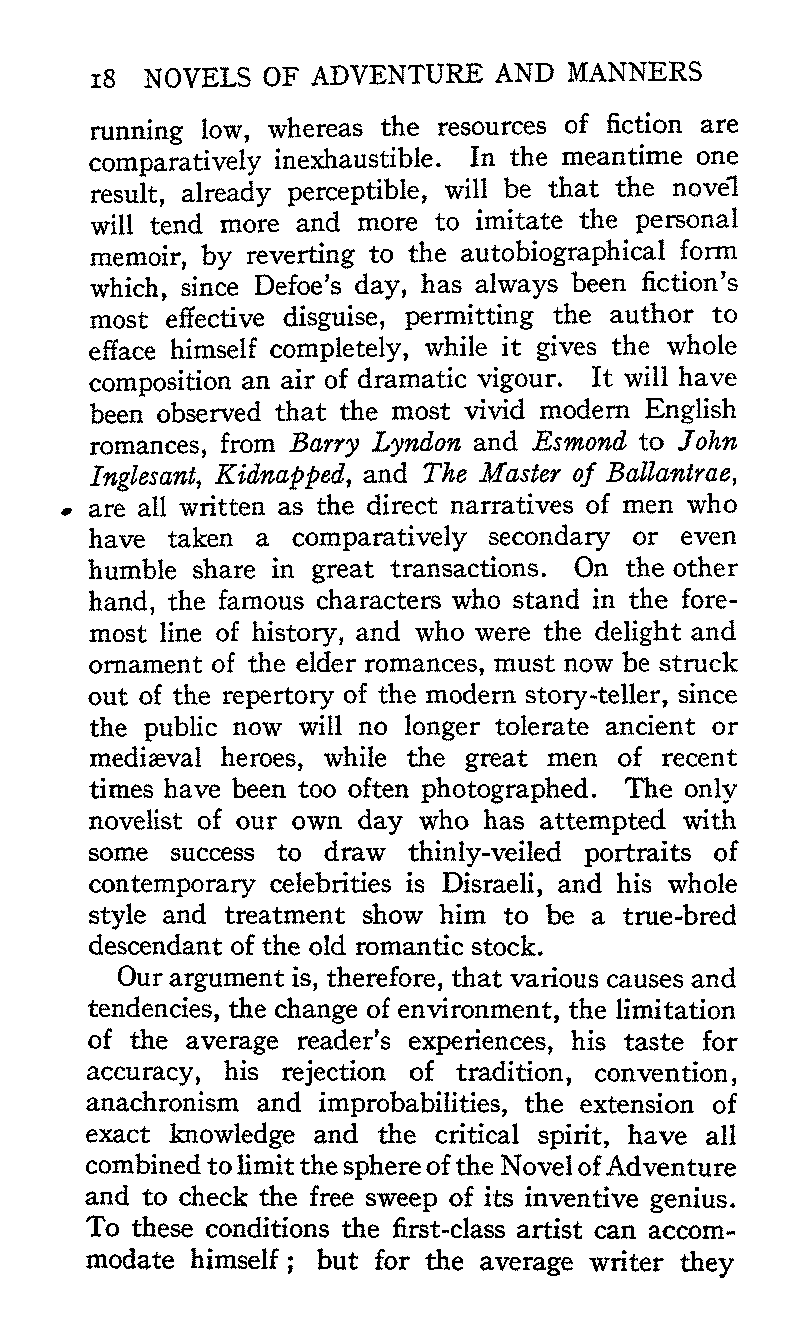 18 NOVELS OF ADVENTURE AND MANNERS
running low, whereas the resources of fiction are
comparatively inexhaustible. In the meantime one
result, already perceptible, will be that the novel
will tend more and more to imitate the personal
memoir, by reverting to the autobiographical form
which, since Defoe's day, has always been fiction's
most effective disguise, permitting the author to
efface himself completely, while it gives the whole
composition an air of dramatic vigour. It will have
been observed that the most vivid modern English
romances, from Barry Lyndon and Esmond to John
Inglesant, Kidnapped, and The Master of Ballantrae,
are all written as the direct narratives of men who
have taken a comparatively secondary or even
humble share in great transactions. On the other
hand, the famous characters who stand in the fore-
most line of history, and who were the delight and
ornament of the elder romances, must now be struck
out of the repertory of the modern story-teller, since
the public now will no longer tolerate ancient or
mediæval heroes, while the great men of recent
times have been too often photographed. The only
novelist of our own day who has attempted with
some success to draw thinly-veiled portraits of
contemporary celebrities is Disraeli, and his whole
style and treatment show him to be a true-bred
descendant of the old romantic stock.
Our argument is, therefore, that various causes and
tendencies, the change of environment, the limitation
of the average reader's experiences, his taste for
accuracy, his rejection of tradition, convention,
anachronism and improbabilities, the extension of
exact knowledge and the critical spirit, have all
combined to limit the sphere of the Novel of Adventure
and to check the free sweep of its inventive genius.
To these conditions the first-class artist can accom-
modate himself; but for the average writer they